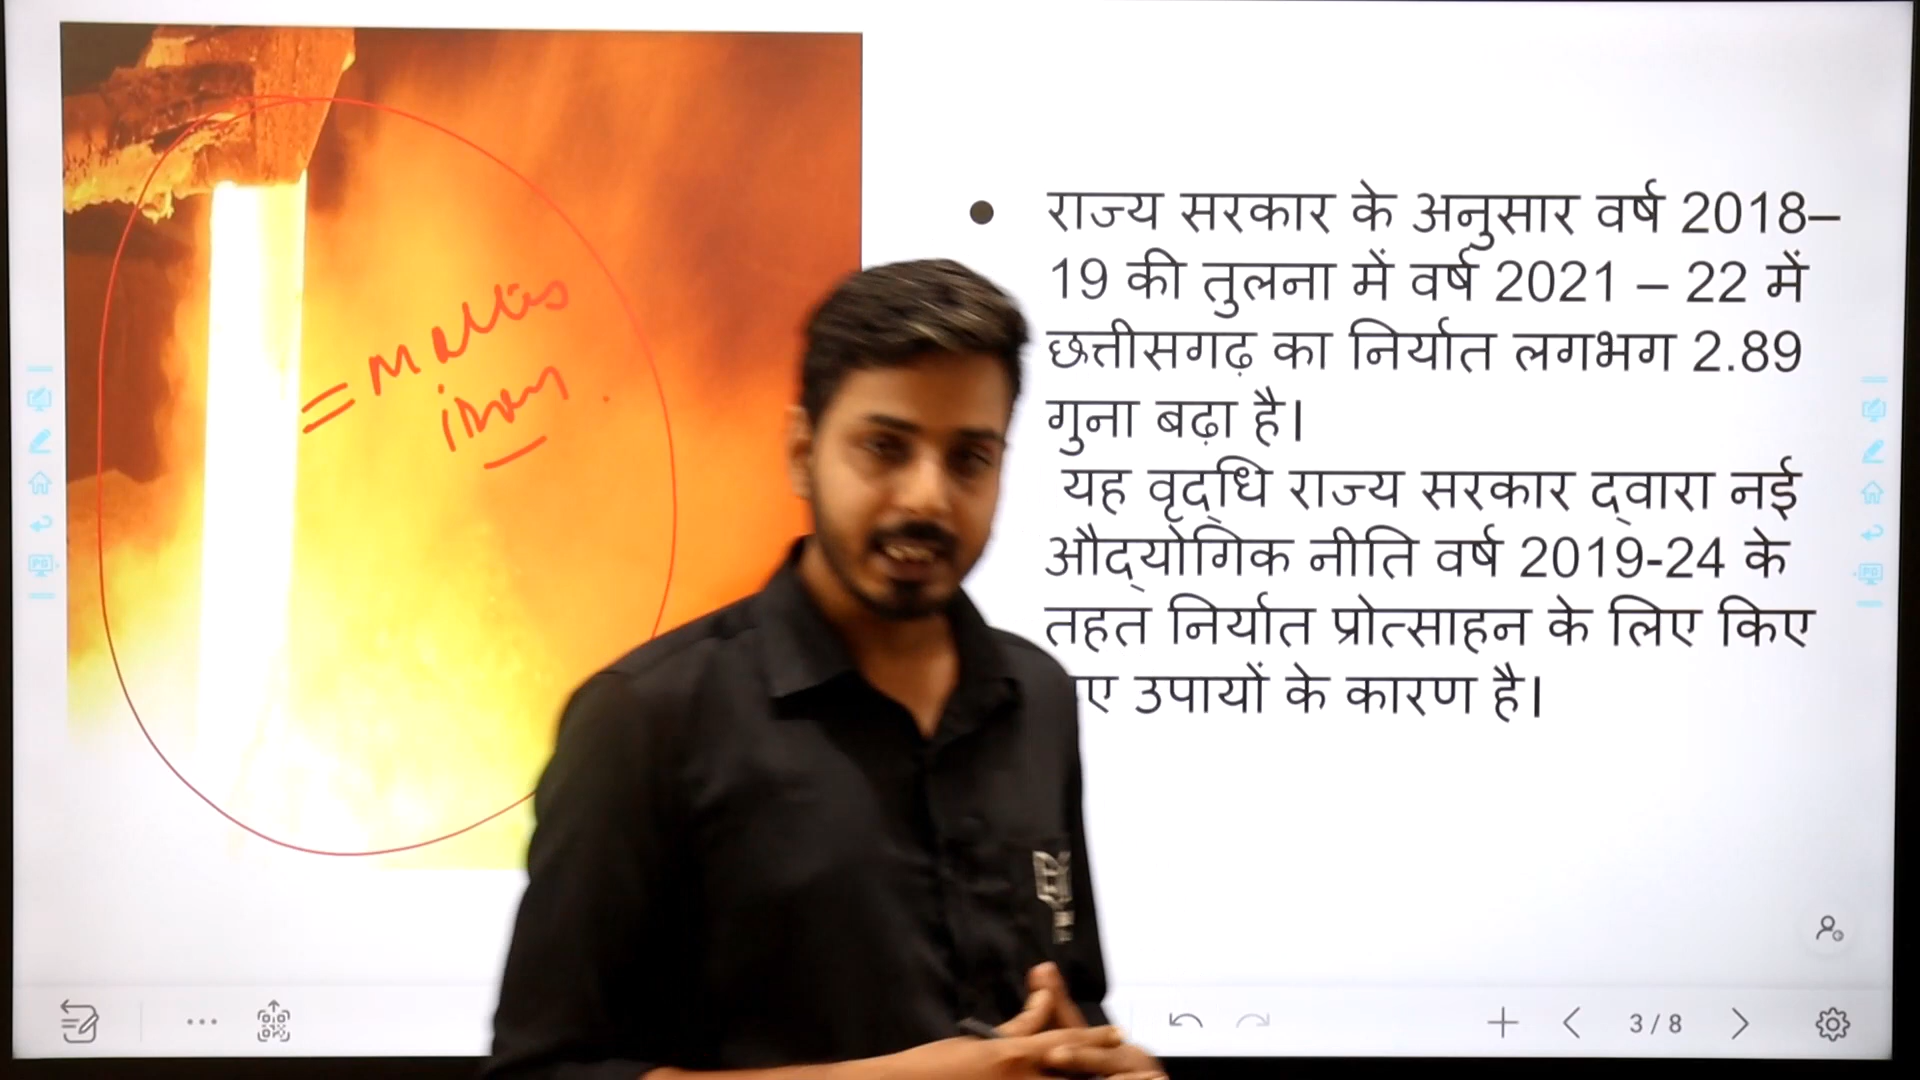 राज्य सरकार के अनुसार वर्ष 2018–
19 की तुलना में वर्ष 2021 – 22 में
छत्तीसगढ़ का निर्यात लगभग 2.89
गुना बढ़ा है।
यह वृद्धि राज्य सरकार द्वारा नई
औद्योगिक नीति वर्ष 2019-24 के
तहत निर्यात प्रोत्साहन के लिए किए
उपायों के कारण है।
3 / 8